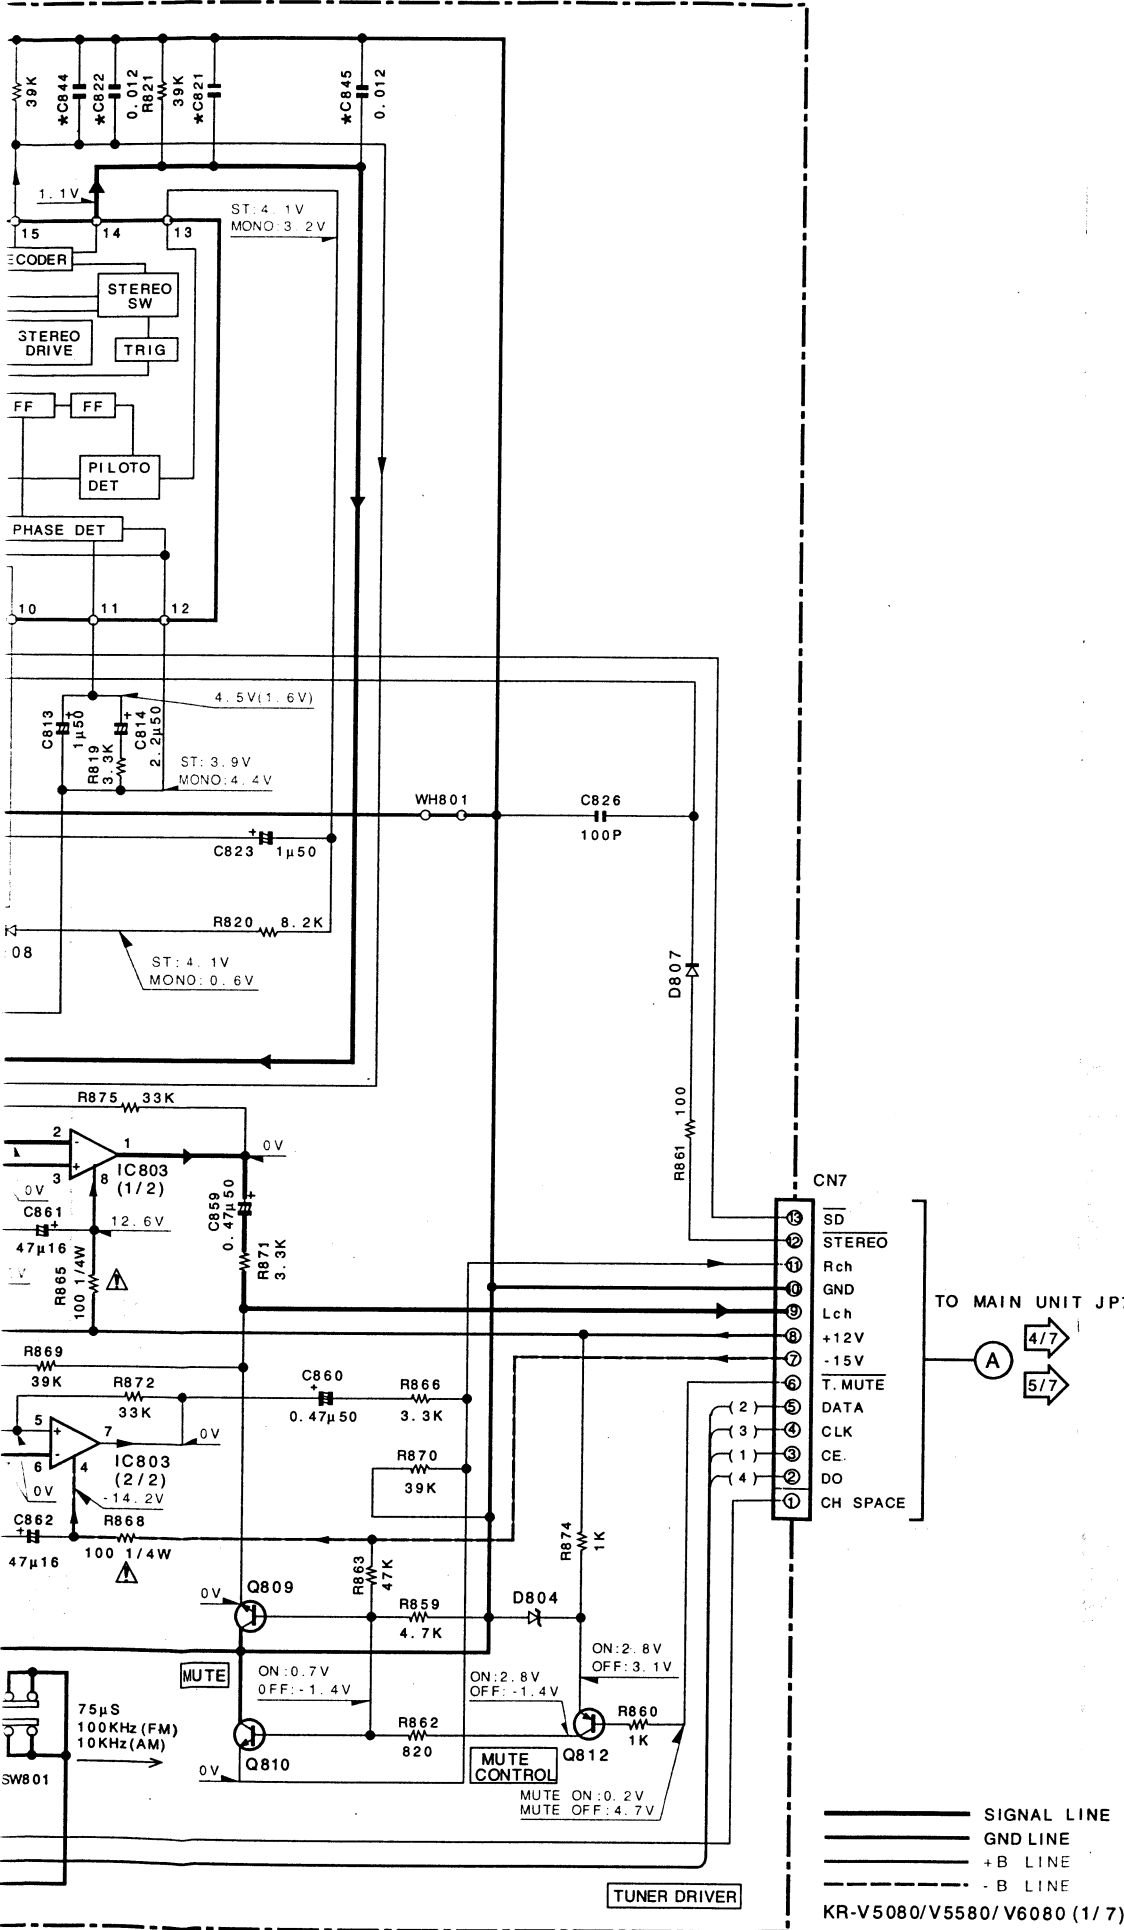 39K
*C844
*C822
0.012
R821
39K
*C821
*C845
0.012
1.1V
ST:4.1V
MONO:3.2V
15
14
13
ECODER
STEREO
SW
STEREO
DRIVE
TRIG
FF
FF
PILOTO
DET
PHASE DET
10
11
12
4.5V(1.6V)
C813
1µ50
R819
3.3K
C814
2.2µ50
ST:3.9V
MONO:4.4V
WH801
C826
100P
C823
1µ50
R820
8.2K
08
ST:4.1V
MONO:0.6V
D807
R875
33K
R861
100
2
-
1
0V
3
+
8
IC803
(1/2)
0V
C859
0.47µ50
C861
47µ16
12.6V
R871
3.3K
R865
100 1/4W
V
CN7
13
SD
12
STEREO
11
Rch
10
GND
9
Lch
8
+12V
7
-15V
6
T.MUTE
(2)
5
DATA
(3)
4
CLK
(1)
3
CE.
(4)
2
DO
1
CH SPACE
TO MAIN UNIT JP7
4/7
A
5/7
R869
39K
R872
33K
C860
0.47µ50
R866
3.3K
5
+
7
0V
6
-
4
IC803
(2/2)
0V
-14.2V
R870
39K
C862
47µ16
R868
100 1/4W
R863
47K
R874
1K
0V
Q809
R859
4.7K
D804
MUTE
ON:0.7V
OFF:-1.4V
ON:2.8V
OFF:-1.4V
ON:2.8V
OFF:3.1V
75µS
100KHz(FM)
10KHz(AM)
SW801
0V
Q810
R862
820
R860
1K
Q812
MUTE
CONTROL
MUTE ON:0.2V
MUTE OFF:4.7V
SIGNAL LINE
GND LINE
+B LINE
-B LINE
TUNER DRIVER
KR-V5080/V5580/V6080 (1/7)